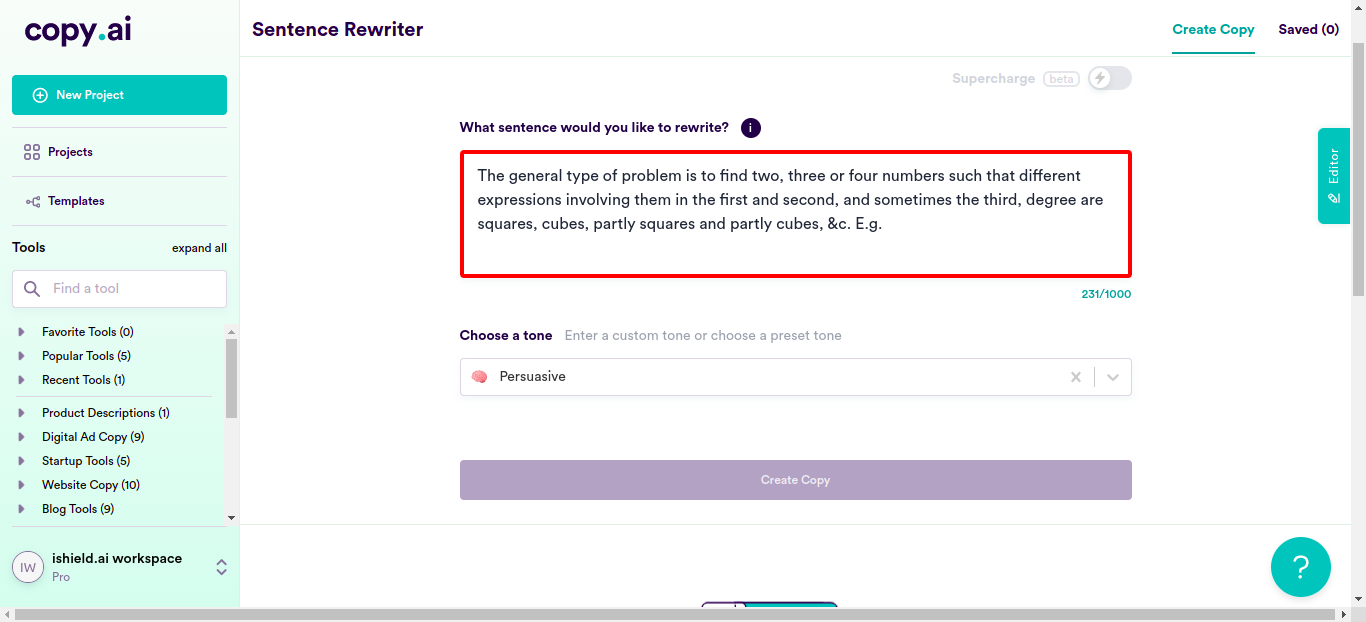 copy.ai
Sentence Rewriter
Create Copy
Saved (0)
New Project
Projects
Templates
Tools
expand all
Find a tool
Favorite Tools (0)
Popular Tools (5)
Recent Tools (1)
Product Descriptions (1)
Digital Ad Copy (9)
Startup Tools (5)
Website Copy (10)
Blog Tools (9)
IW
ishield.ai workspace
Pro
Supercharge beta
What sentence would you like to rewrite? i
The general type of problem is to find two, three or four numbers such that different
expressions involving them in the first and second, and sometimes the third, degree are
squares, cubes, partly squares and partly cubes, &c. E.g.
231/1000
Choose a tone Enter a custom tone or choose a preset tone
Persuasive
Create Copy
Editor
?